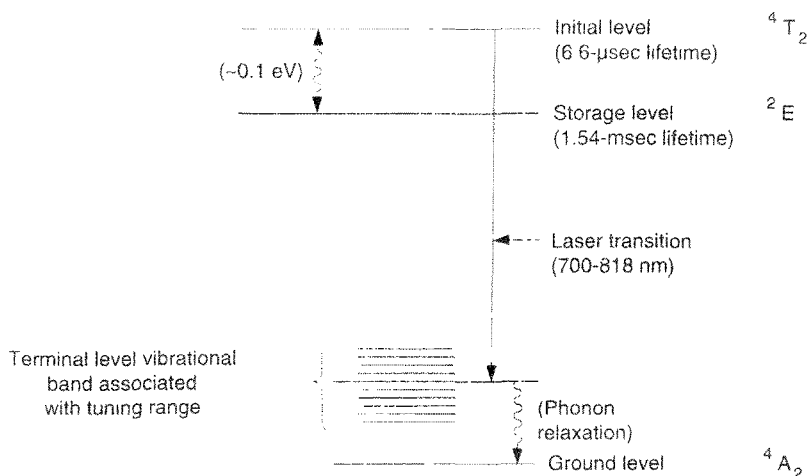 Initial level
(6 6-µsec lifetime)
⁴T₂
(~0.1 eV)
Storage level
(1.54-msec lifetime)
²E
Laser transition
(700-818 nm)
Terminal level vibrational
band associated
with tuning range
(Phonon
relaxation)
Ground level
⁴A₂